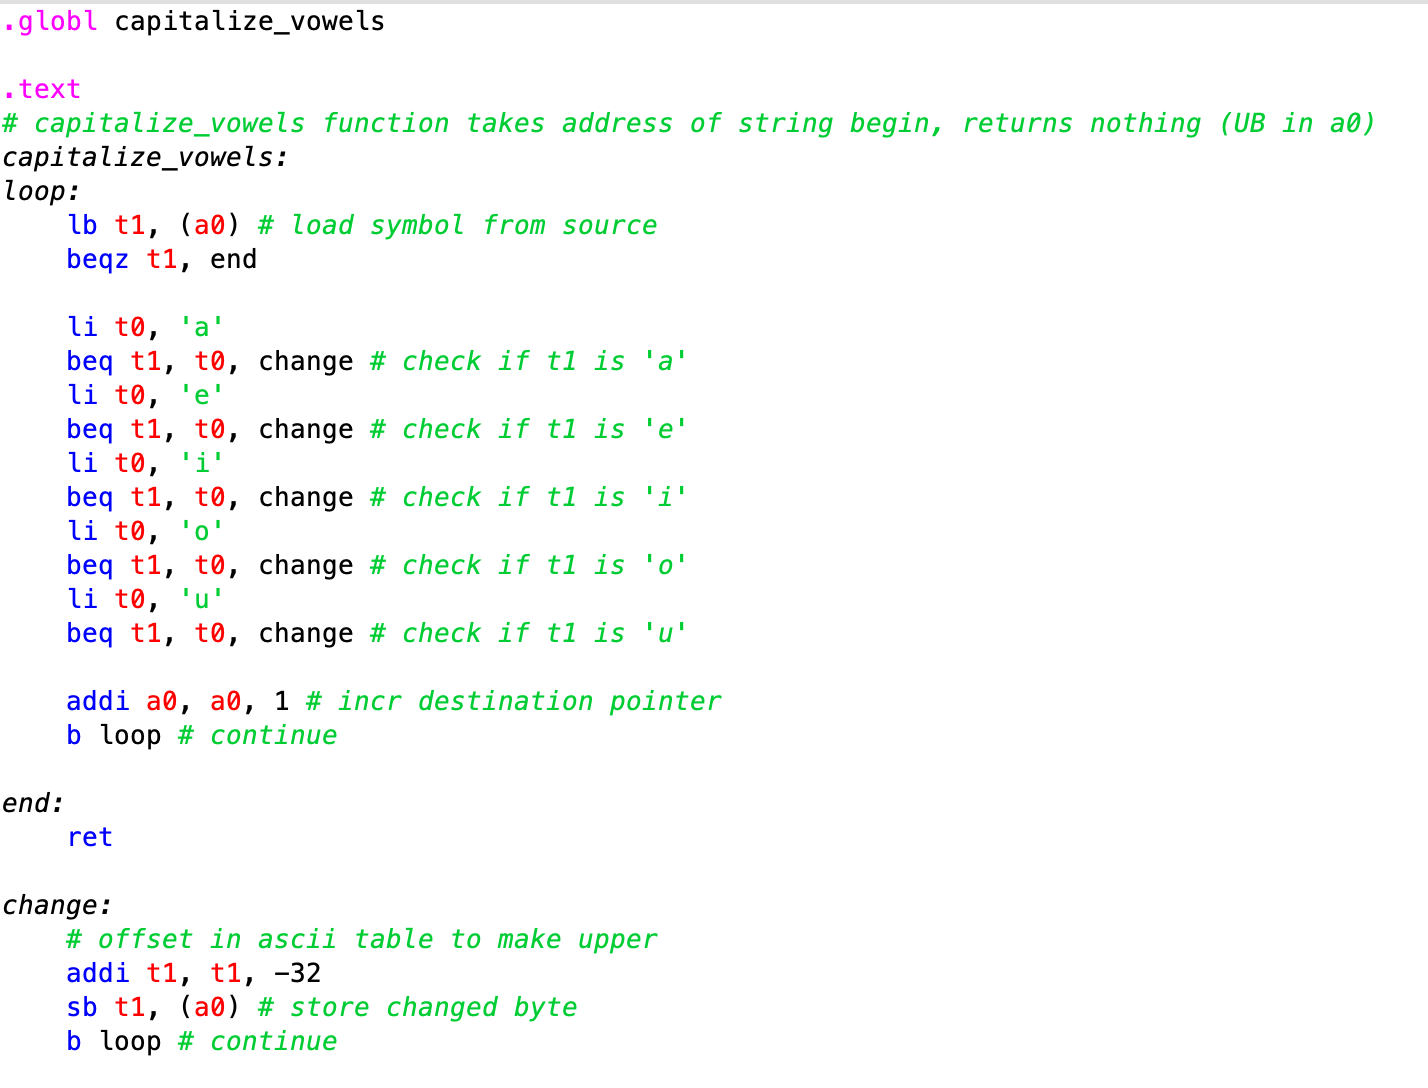 .globl capitalize_vowels
.text
# capitalize_vowels function takes address of string begin, returns nothing (UB in a0)
capitalize_vowels:
loop:
lb t1, (a0) # load symbol from source
beqz t1, end
li t0, 'a'
beq t1, t0, change # check if t1 is 'a'
li t0, 'e'
beq t1, t0, change # check if t1 is 'e'
li t0, 'i'
beq t1, t0, change # check if t1 is 'i'
li t0, 'o'
beq t1, t0, change # check if t1 is 'o'
li t0, 'u'
beq t1, t0, change # check if t1 is 'u'
addi a0, a0, 1 # incr destination pointer
b loop # continue
end:
ret
change:
# offset in ascii table to make upper
addi t1, t1, -32
sb t1, (a0) # store changed byte
b loop # continue